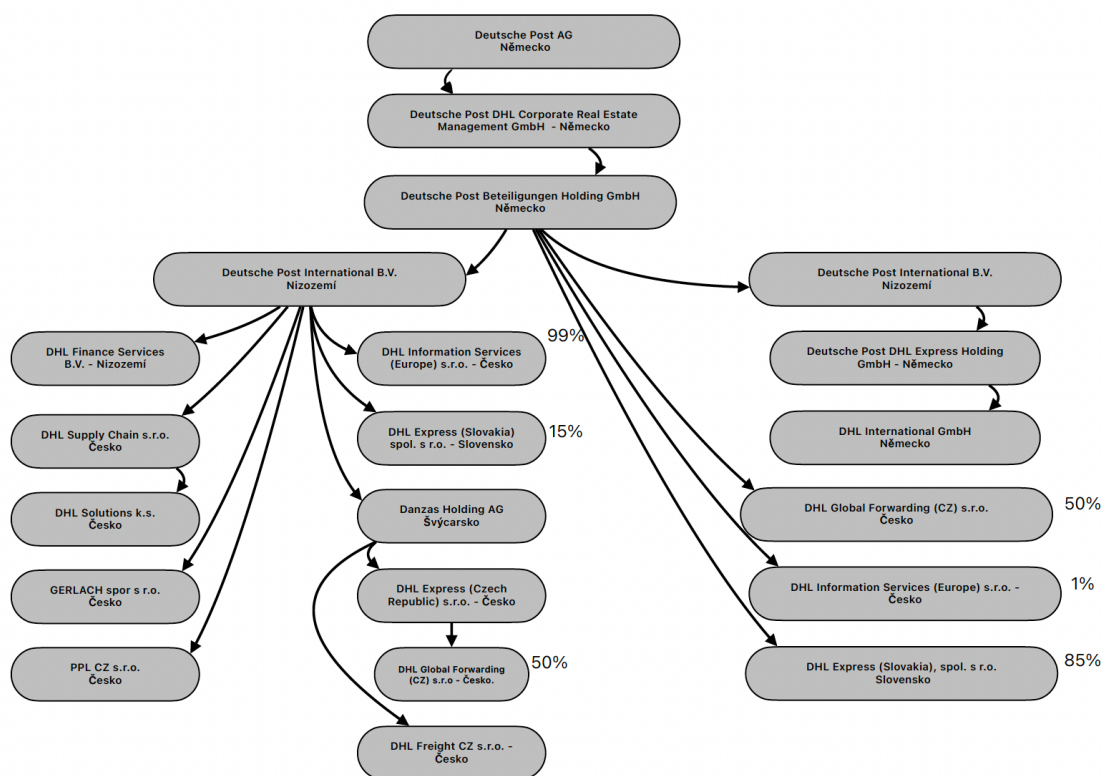 Deutsche Post AG
Německo
Deutsche Post DHL Corporate Real Estate
Management GmbH - Německo
Deutsche Post Beteiligungen Holding GmbH
Německo
Deutsche Post International B.V.
Nizozemí
Deutsche Post International B.V.
Nizozemí
DHL Finance Services
B.V. - Nizozemí
DHL Information Services
(Europe) s.r.o. - Česko
99%
Deutsche Post DHL Express Holding
GmbH - Německo
DHL Supply Chain s.r.o.
Česko
DHL Express (Slovakia)
spol. s r.o. - Slovensko
15%
DHL International GmbH
Německo
DHL Solutions k.s.
Česko
Danzas Holding AG
Švýcarsko
DHL Global Forwarding (CZ) s.r.o.
Česko
50%
GERLACH spor s r.o.
Česko
DHL Express (Czech
Republic) s.r.o. - Česko
DHL Information Services (Europe) s.r.o. -
Česko
1%
PPL CZ s.r.o.
Česko
DHL Global Forwarding
(CZ) s.r.o - Česko.
50%
DHL Express (Slovakia), spol. s r.o.
Slovensko
85%
DHL Freight CZ s.r.o. -
Česko